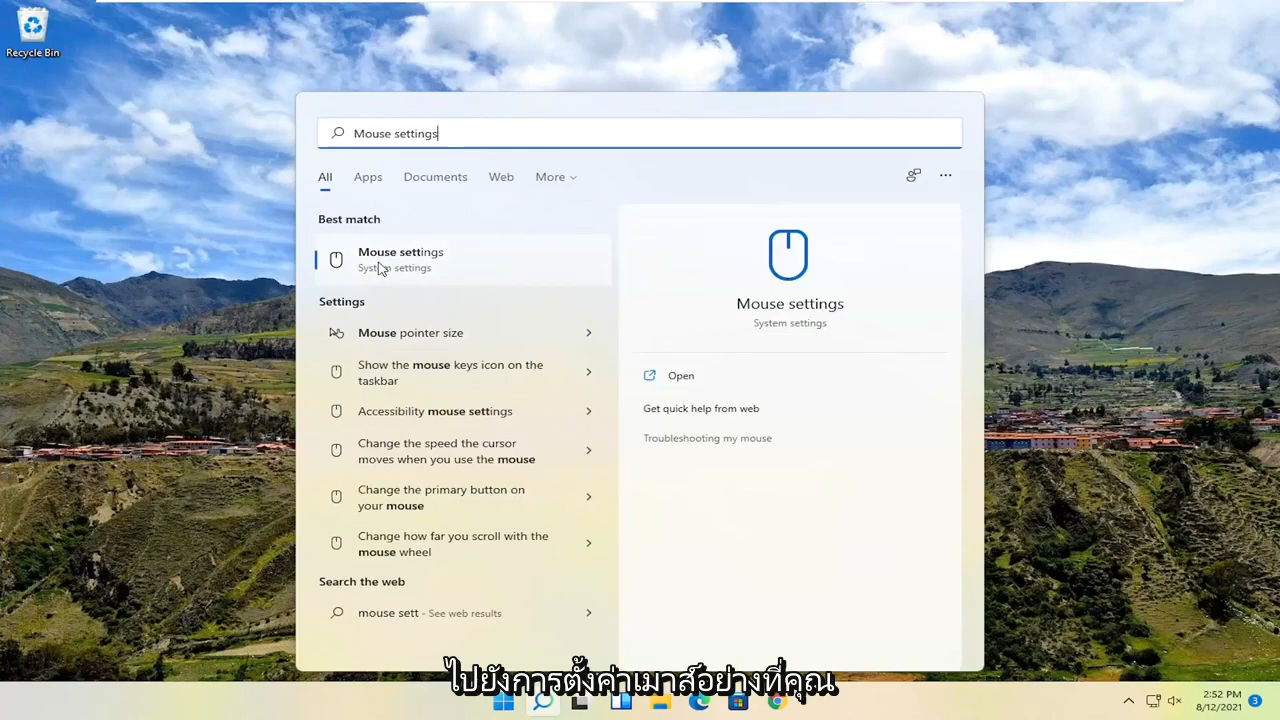 Recycle Bin
Mouse settings
All Apps Documents Web More
Best match
Mouse settings
System settings
Settings
Mouse pointer size
Show the mouse keys icon on the
taskbar
Accessibility mouse settings
Change the speed the cursor
moves when you use the mouse
Change the primary button on
your mouse
Change how far you scroll with the
mouse wheel
Search the web
mouse sett - See web results
Mouse settings
System settings
Open
Get quick help from web
Troubleshooting my mouse
ไปยังการตั้งค่าเมาส์อย่างที่คุณ
2:52 PM
8/12/2021
3